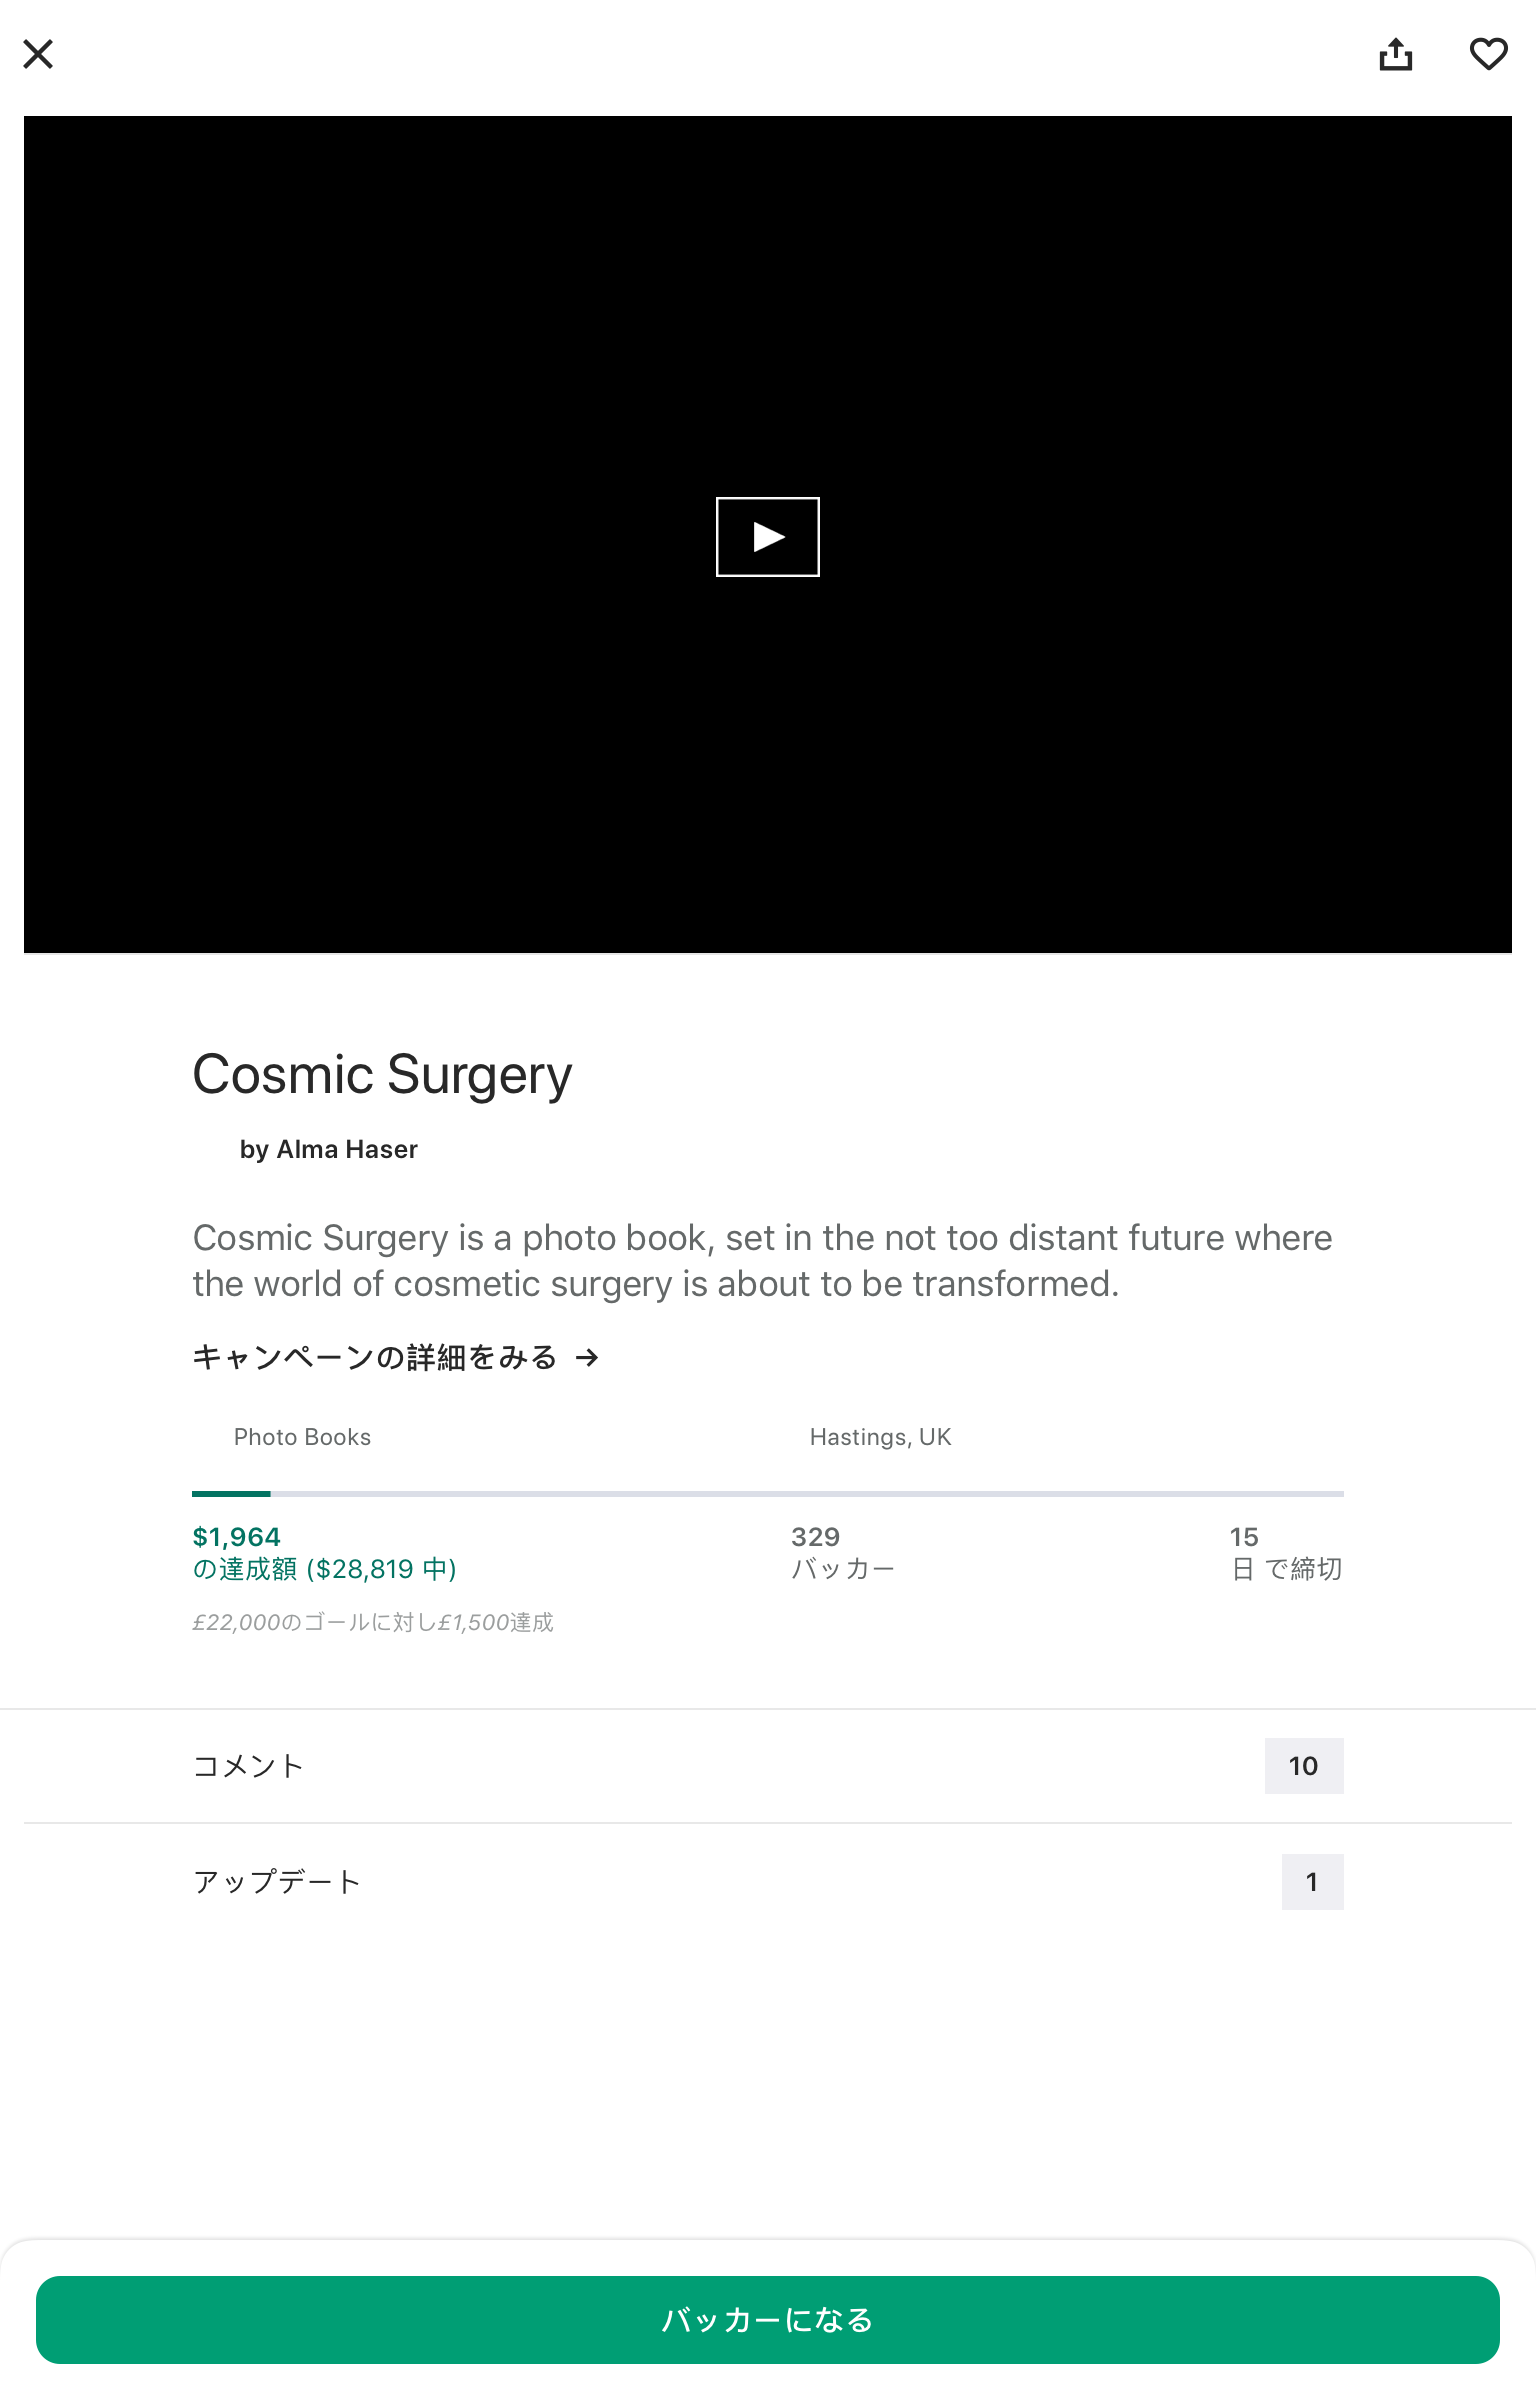 Cosmic Surgery
by Alma Haser
Cosmic Surgery is a photo book, set in the not too distant future where
the world of cosmetic surgery is about to be transformed.
キャンペーンの詳細をみる →
Photo Books
Hastings, UK
$1,964
の達成額 ($28,819 中)
329
バッカー
15
日 で締切
£22,000のゴールに対し£1,500達成
コメント
10
アップデート
1
バッカーになる